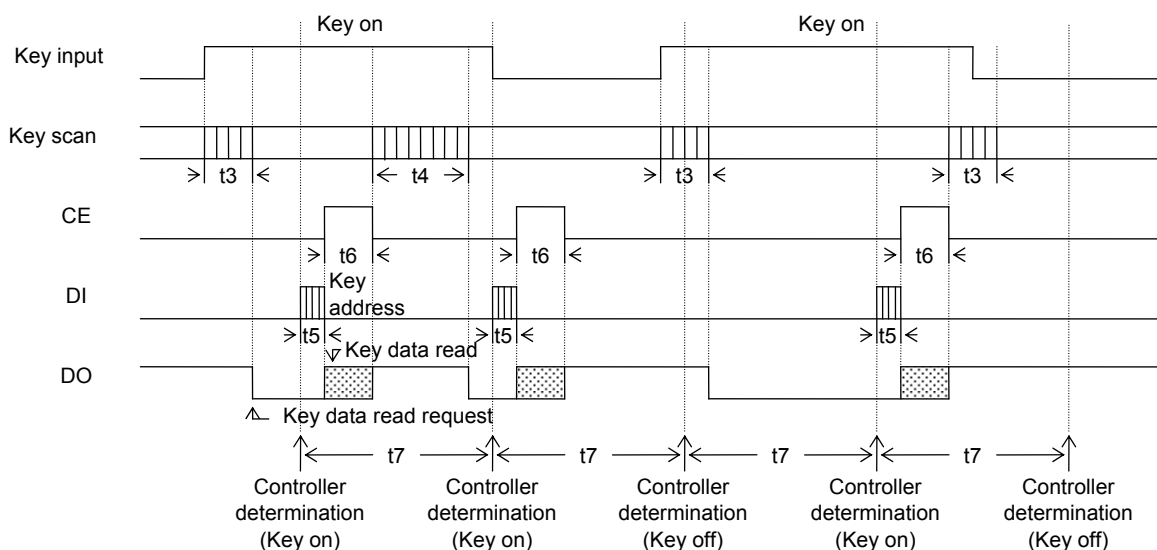 Key on
Key on
Key input
Key scan
t3
t4
t3
t3
CE
t6
t6
t6
DI
Key
address
t5
t5
t5
Key data read
DO
Key data read request
t7
t7
t7
t7
Controller
determination
(Key on)
Controller
determination
(Key on)
Controller
determination
(Key off)
Controller
determination
(Key on)
Controller
determination
(Key off)